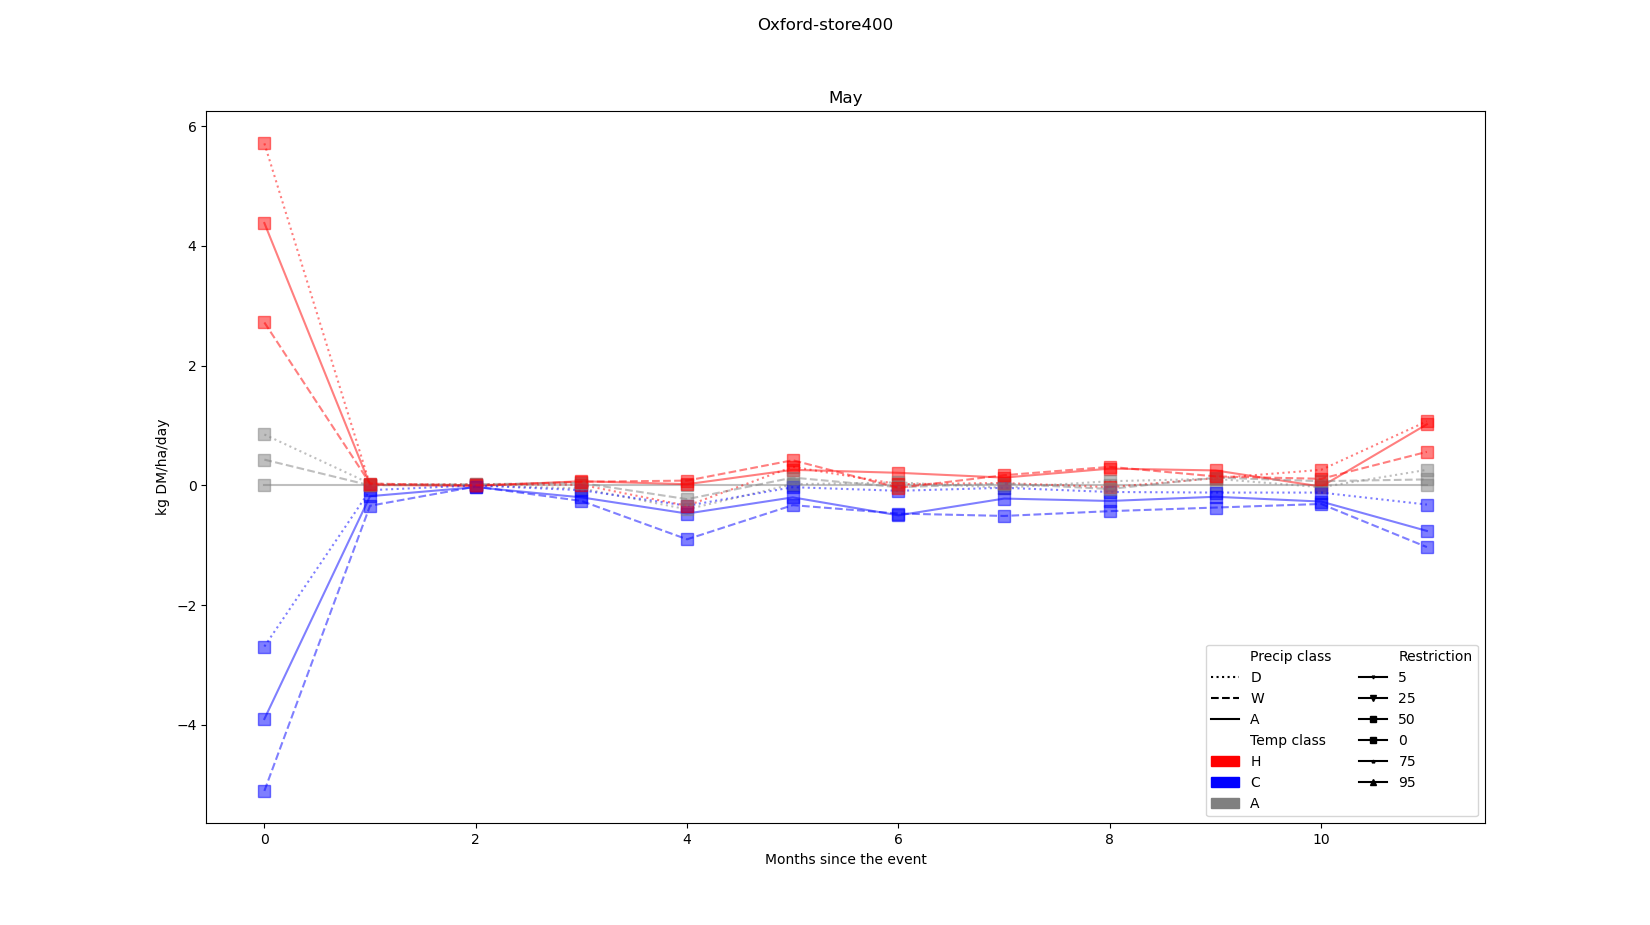 Oxford-store400
May
6
4
2
0
−2
−4
kg DM/ha/day
0 2 4 6 8 10
Months since the event
Precip class
D
W
A
Temp class
H
C
A
Restriction
5
25
50
0
75
95